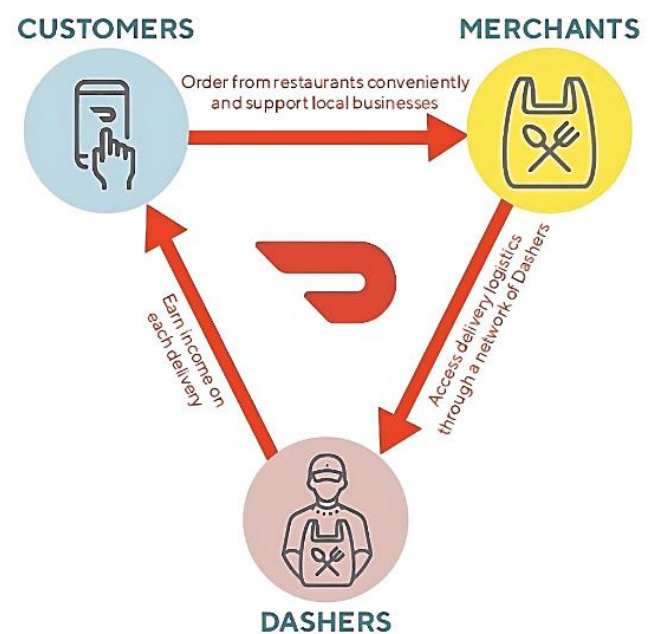 CUSTOMERS
MERCHANTS
Order from restaurants conveniently
and support local businesses
Access delivery logistics
through a network of Dashers
Earn income on
each delivery
DASHERS